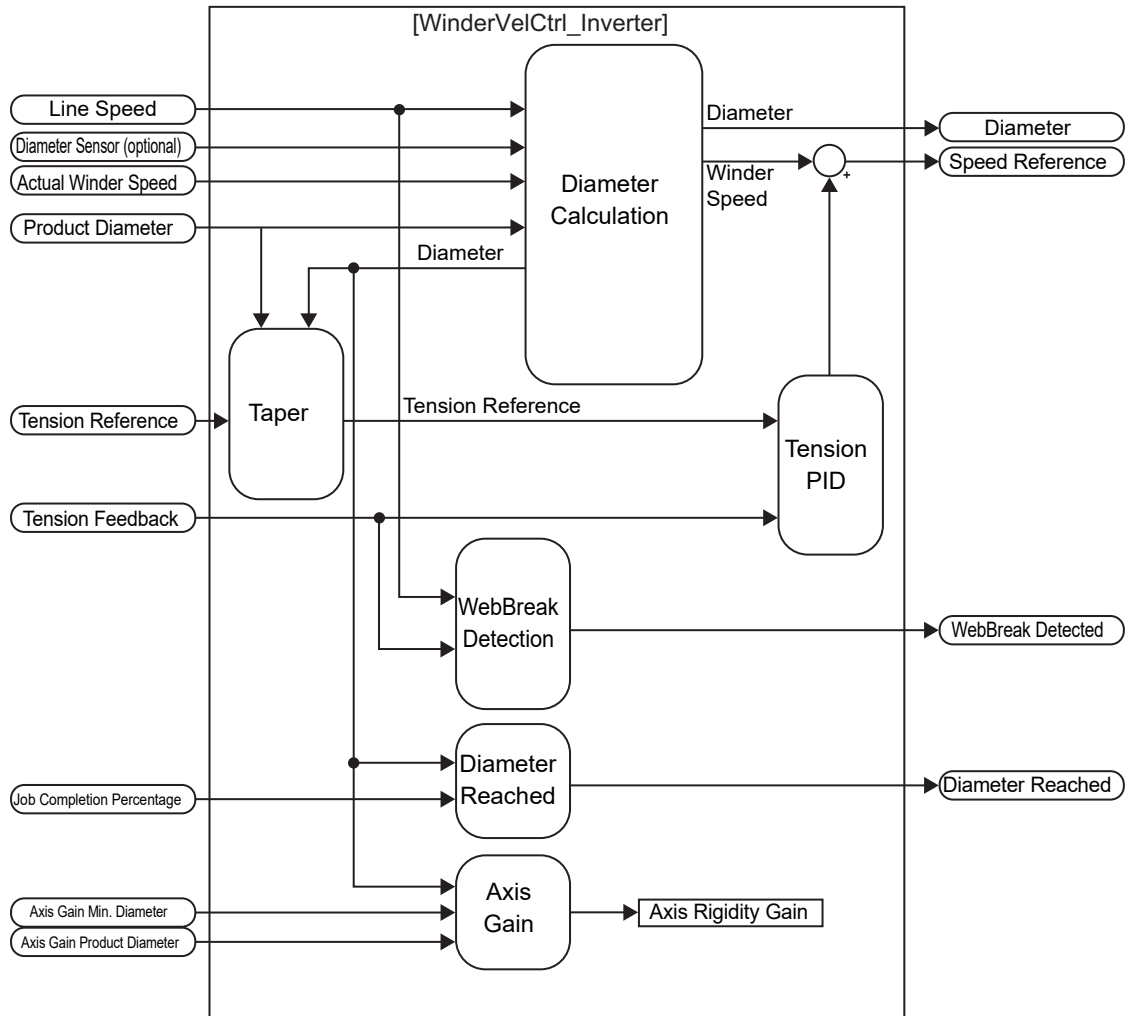 [WinderVelCtrl_Inverter]
Line Speed
Diameter Sensor (optional)
Actual Winder Speed
Product Diameter
Diameter
Calculation
Diameter
Winder
Speed
+
Diameter
Speed Reference
Diameter
Tension Reference
Taper
Tension Reference
Tension
PID
Tension Feedback
WebBreak
Detection
WebBreak Detected
Diameter
Reached
Job Completion Percentage
Diameter Reached
Axis
Gain
Axis Gain Min. Diameter
Axis Gain Product Diameter
Axis Rigidity Gain